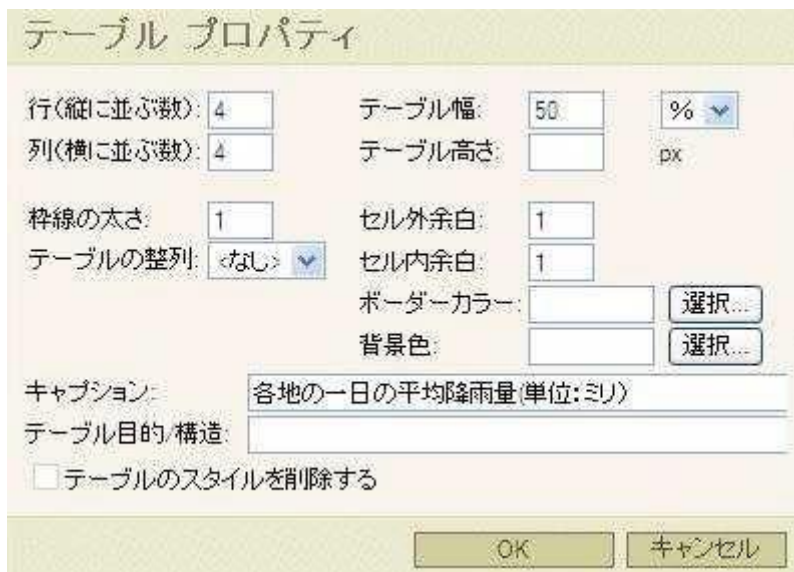 テーブル プロパティ
行(縦に並ぶ数): 4 テーブル幅: 50 %
列(横に並ぶ数): 4 テーブル高さ: px
枠線の太さ: 1 セル外余白: 1
テーブルの整列: <なし> セル内余白: 1
ボーダーカラー: 選択...
背景色: 選択...
キャプション: 各地の一日の平均降雨量(単位:ミリ)
テーブル目的/構造:
テーブルのスタイルを削除する
OK キャンセル